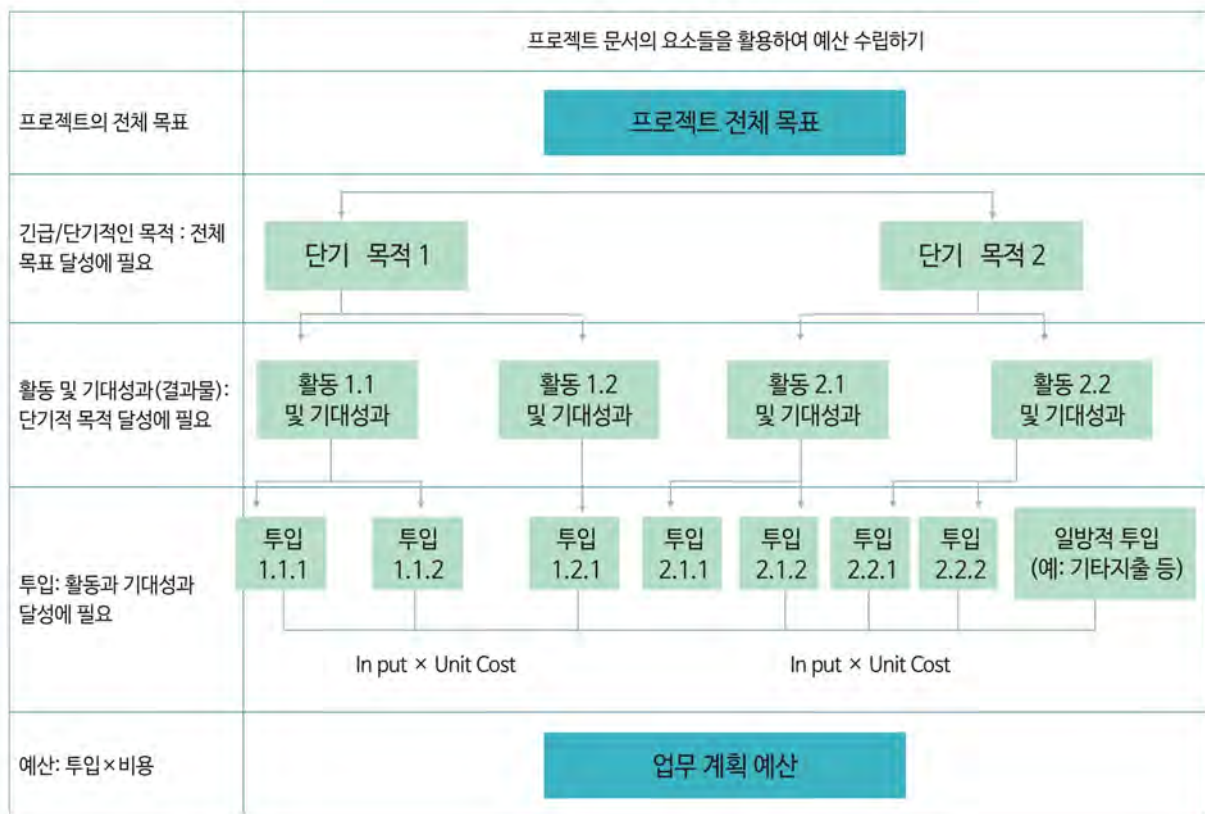 프로젝트 문서의 요소들을 활용하여 예산 수립하기
프로젝트의 전체 목표
프로젝트 전체 목표
긴급/단기적인 목적 : 전체
목표 달성에 필요
단기 목적 1
단기 목적 2
활동 및 기대성과(결과물):
단기적 목적 달성에 필요
활동 1.1
및 기대성과
활동 1.2
및 기대성과
활동 2.1
및 기대성과
활동 2.2
및 기대성과
투입: 활동과 기대성과
달성에 필요
투입
1.1.1
투입
1.1.2
투입
1.2.1
투입
2.1.1
투입
2.1.2
투입
2.2.1
투입
2.2.2
일방적 투입
(예: 기타지출 등)
In put × Unit Cost
In put × Unit Cost
예산: 투입×비용
업무 계획 예산